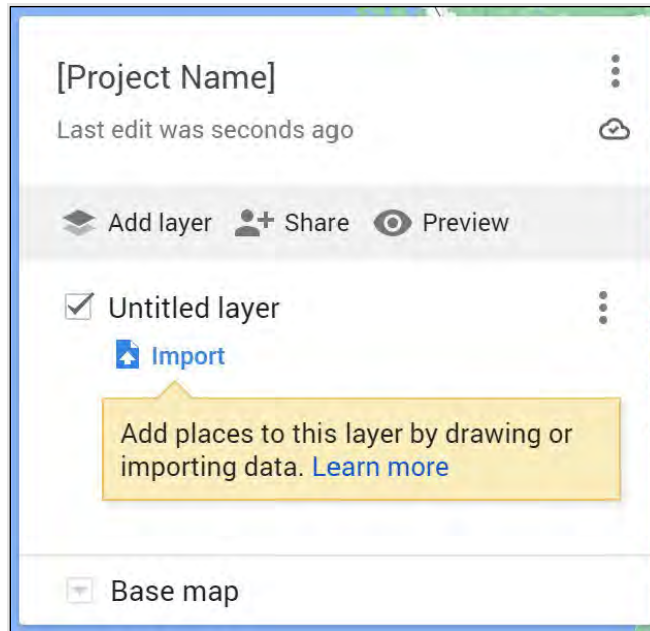 [Project Name]
Last edit was seconds ago
Add layer Share Preview
Untitled layer
Import
Add places to this layer by drawing or
importing data. Learn more
Base map